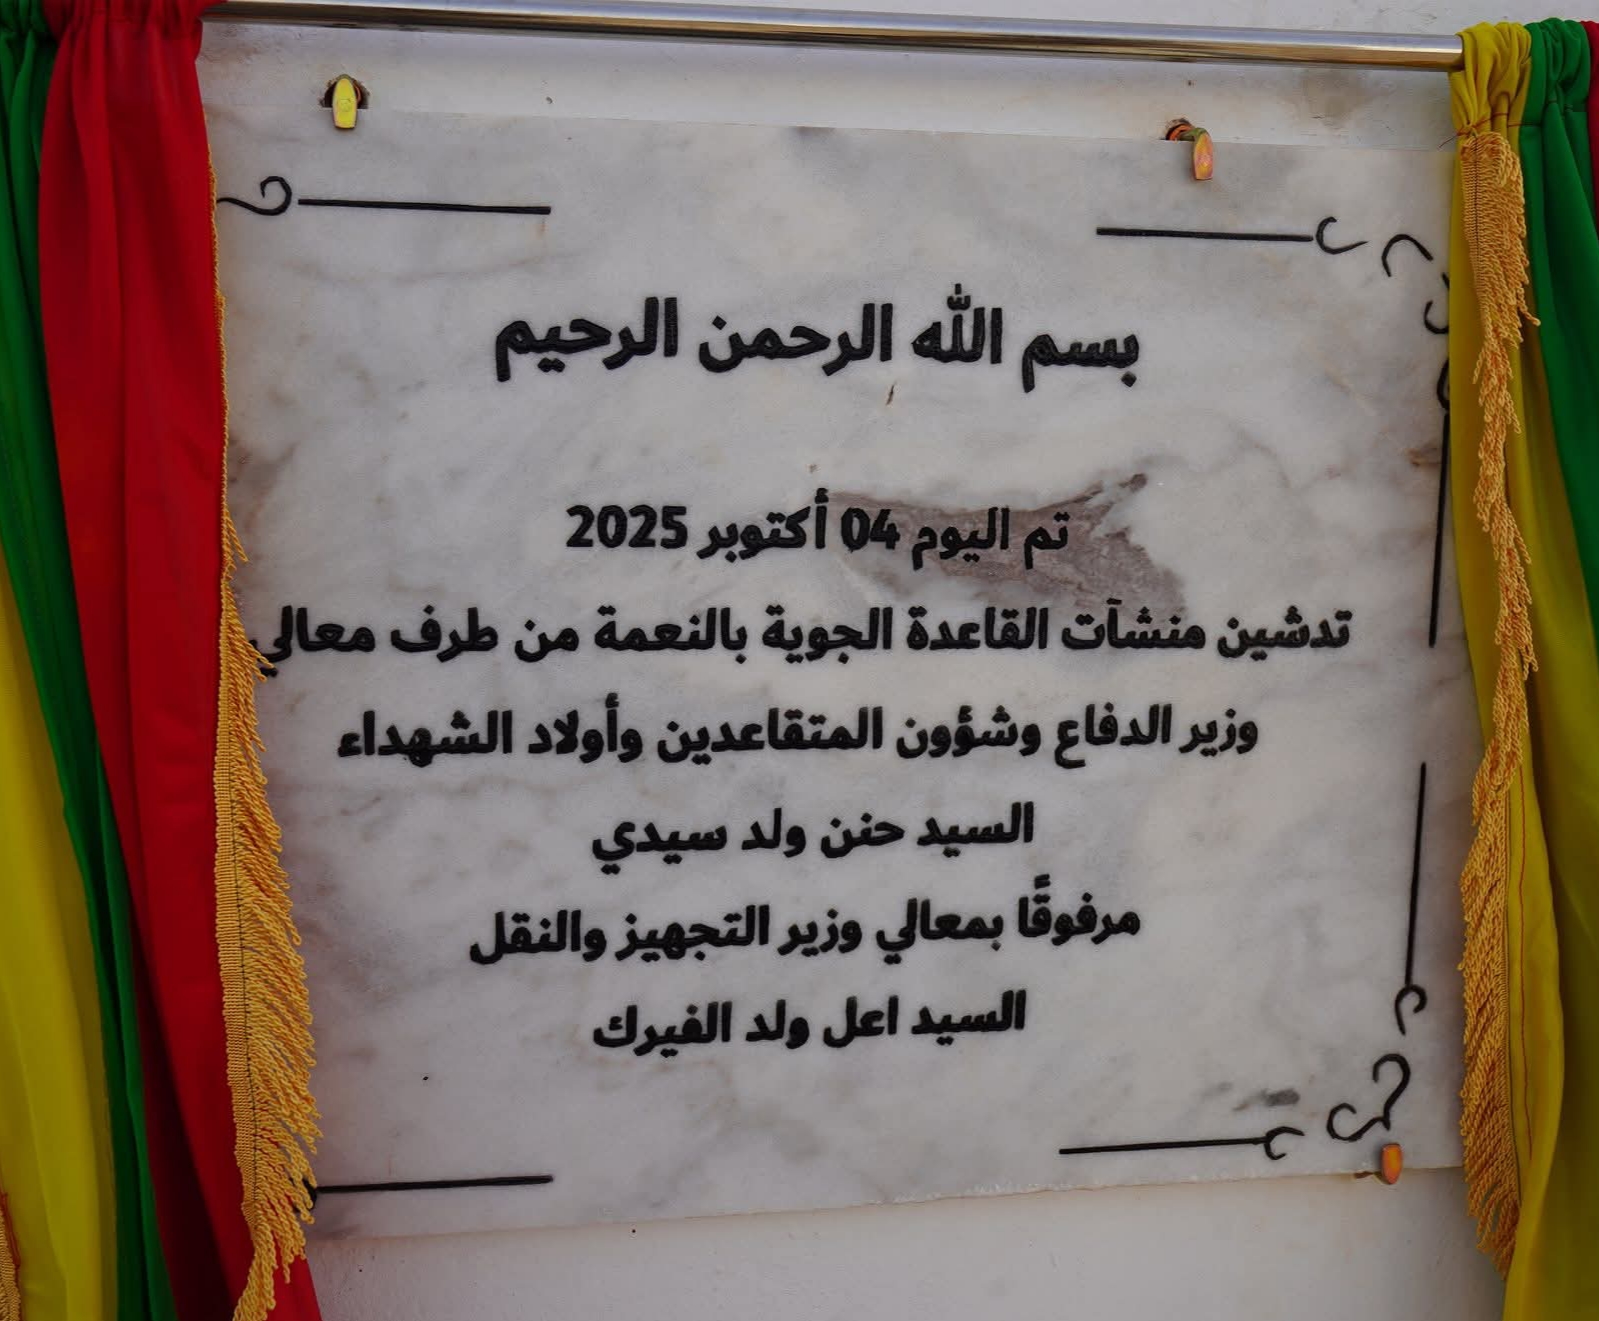 بسم الله الرحمن الرحيم
تم اليوم 04 أكتوبر 2025
تدشين منشآت القاعدة الجوية بالنعمة من طرف معالي
وزير الدفاع وشؤون المتقاعدين وأولاد الشهداء
السيد حنن ولد سيدي
مرفوقًا بمعالي وزير التجهيز والنقل
السيد اعل ولد الفيرك